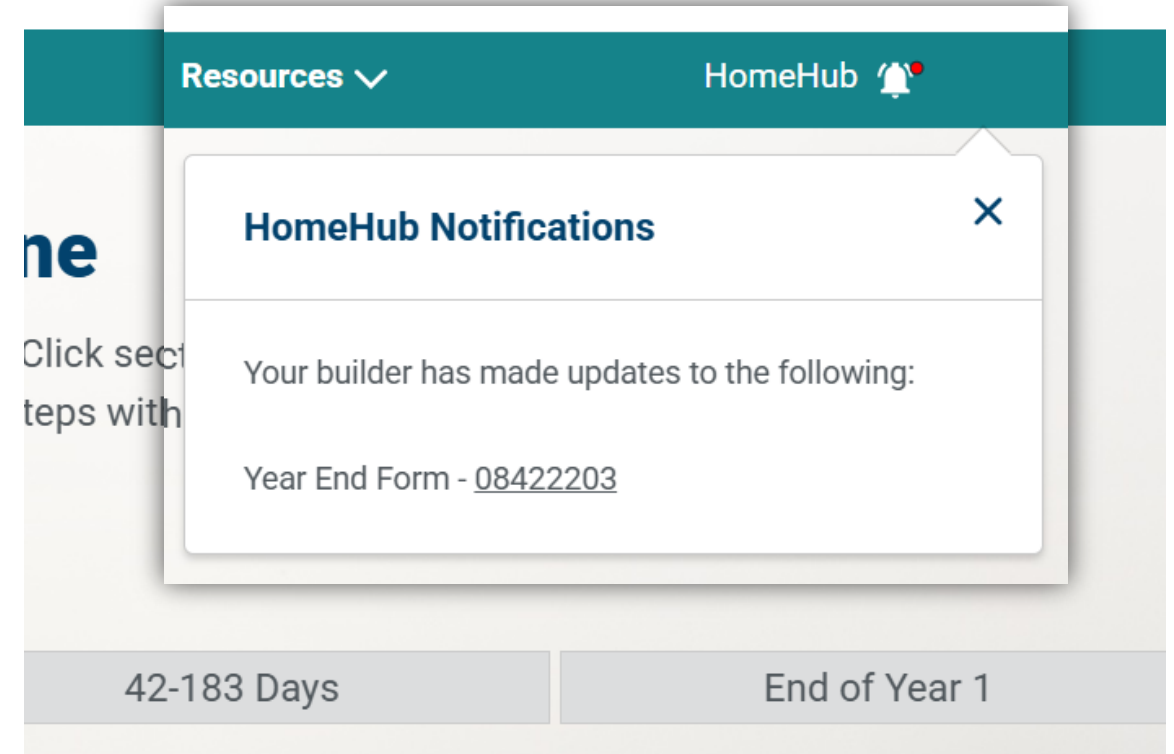 Resources
HomeHub
HomeHub Notifications
ne
Click sect
teps with
Your builder has made updates to the following:
Year End Form - 08422203
42-183 Days
End of Year 1